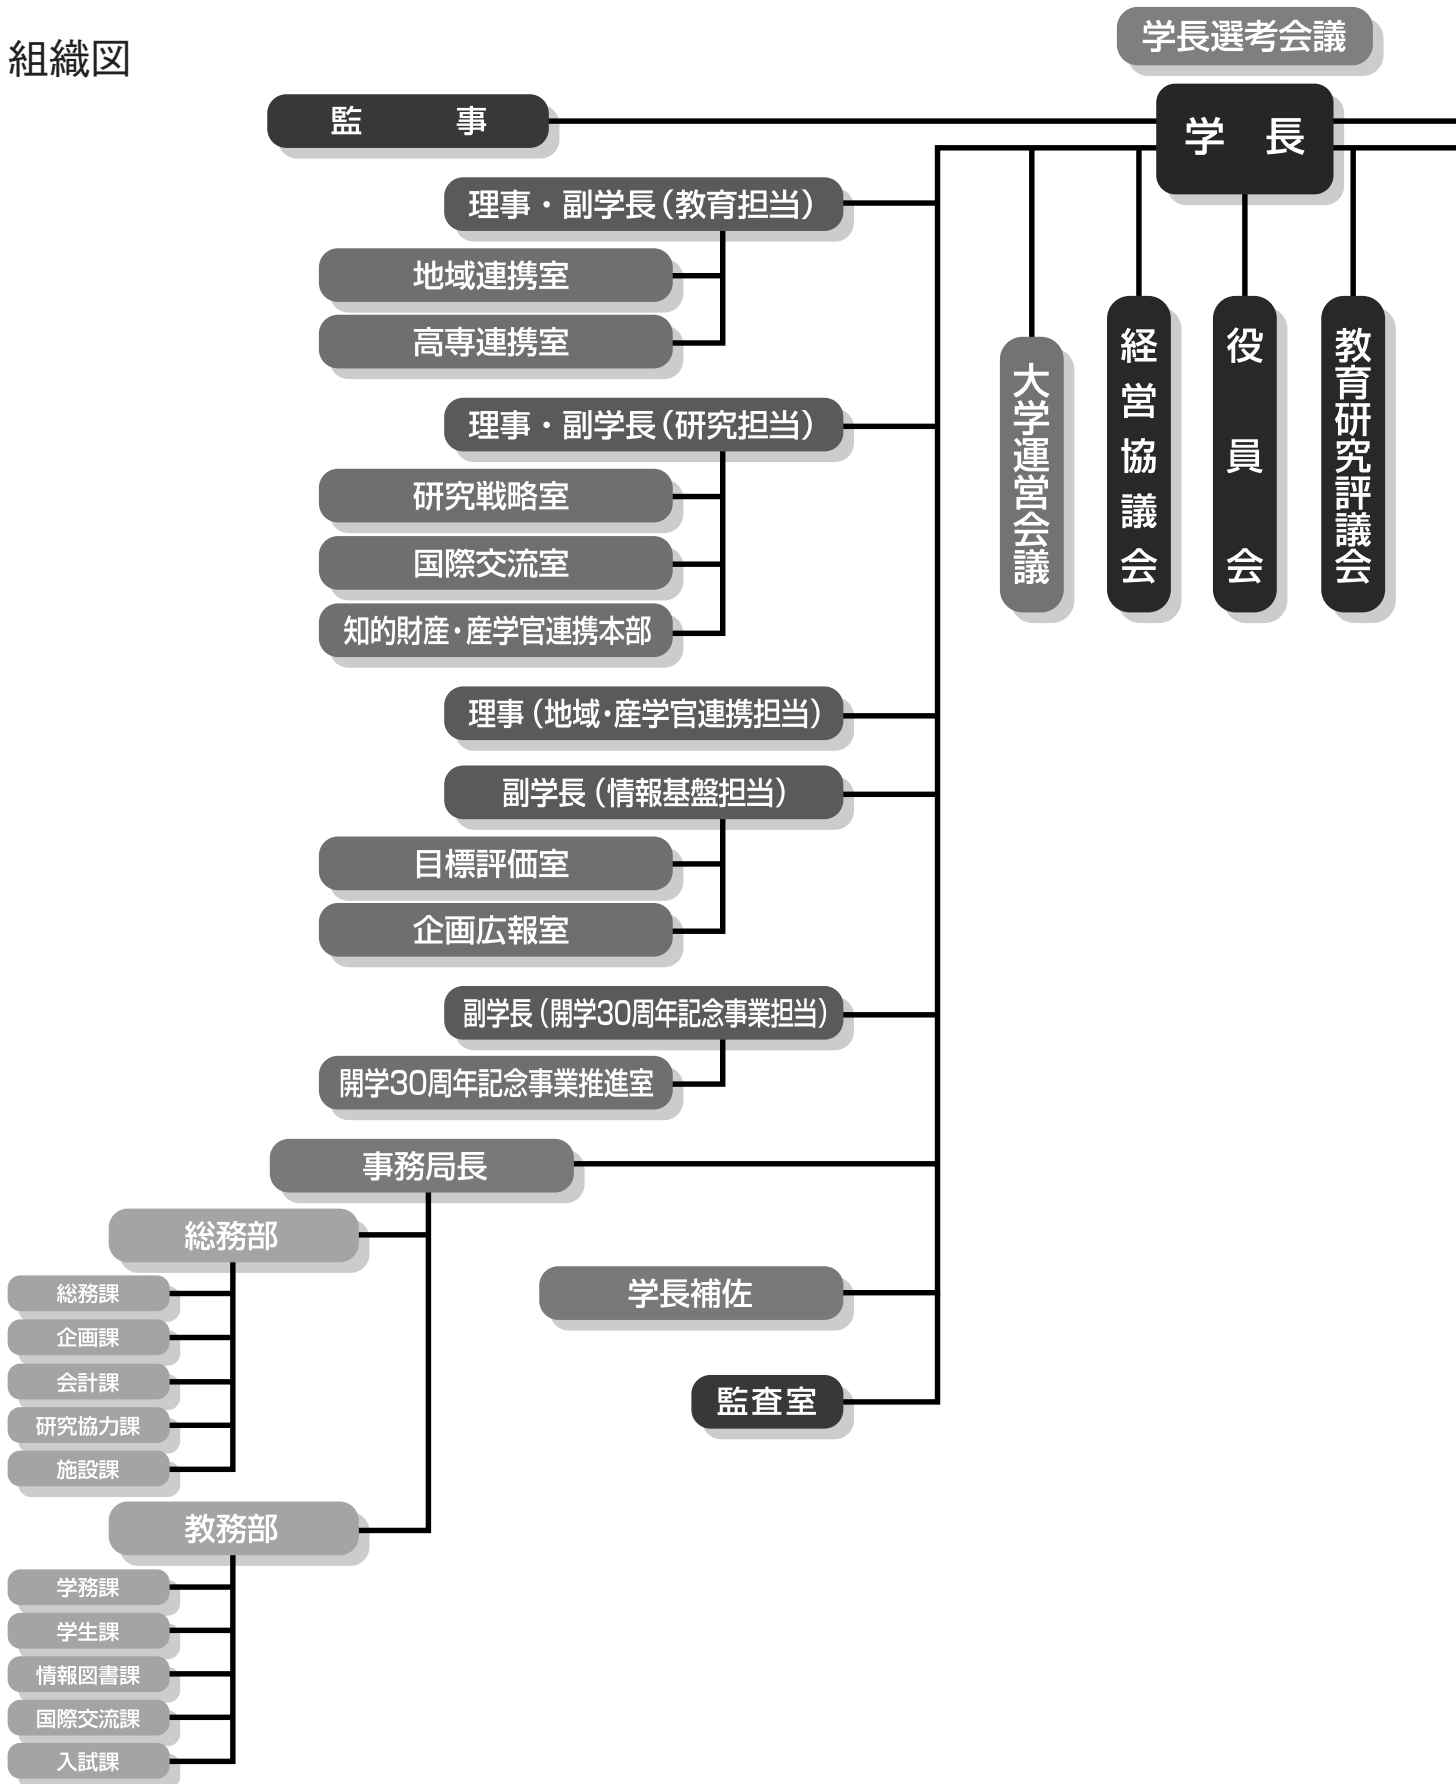 組織図
学長選考会議
監事
学長
理事・副学長(教育担当)
地域連携室
高専連携室
理事・副学長(研究担当)
研究戦略室
国際交流室
知的財産・産学官連携本部
理事(地域・産学官連携担当)
副学長(情報基盤担当)
目標評価室
企画広報室
副学長(開学30周年記念事業担当)
開学30周年記念事業推進室
大学運営会議
経営協議会
役員会
教育研究評議会
事務局長
総務部
総務課
企画課
会計課
研究協力課
施設課
教務部
学務課
学生課
情報図書課
国際交流課
入試課
学長補佐
監査室